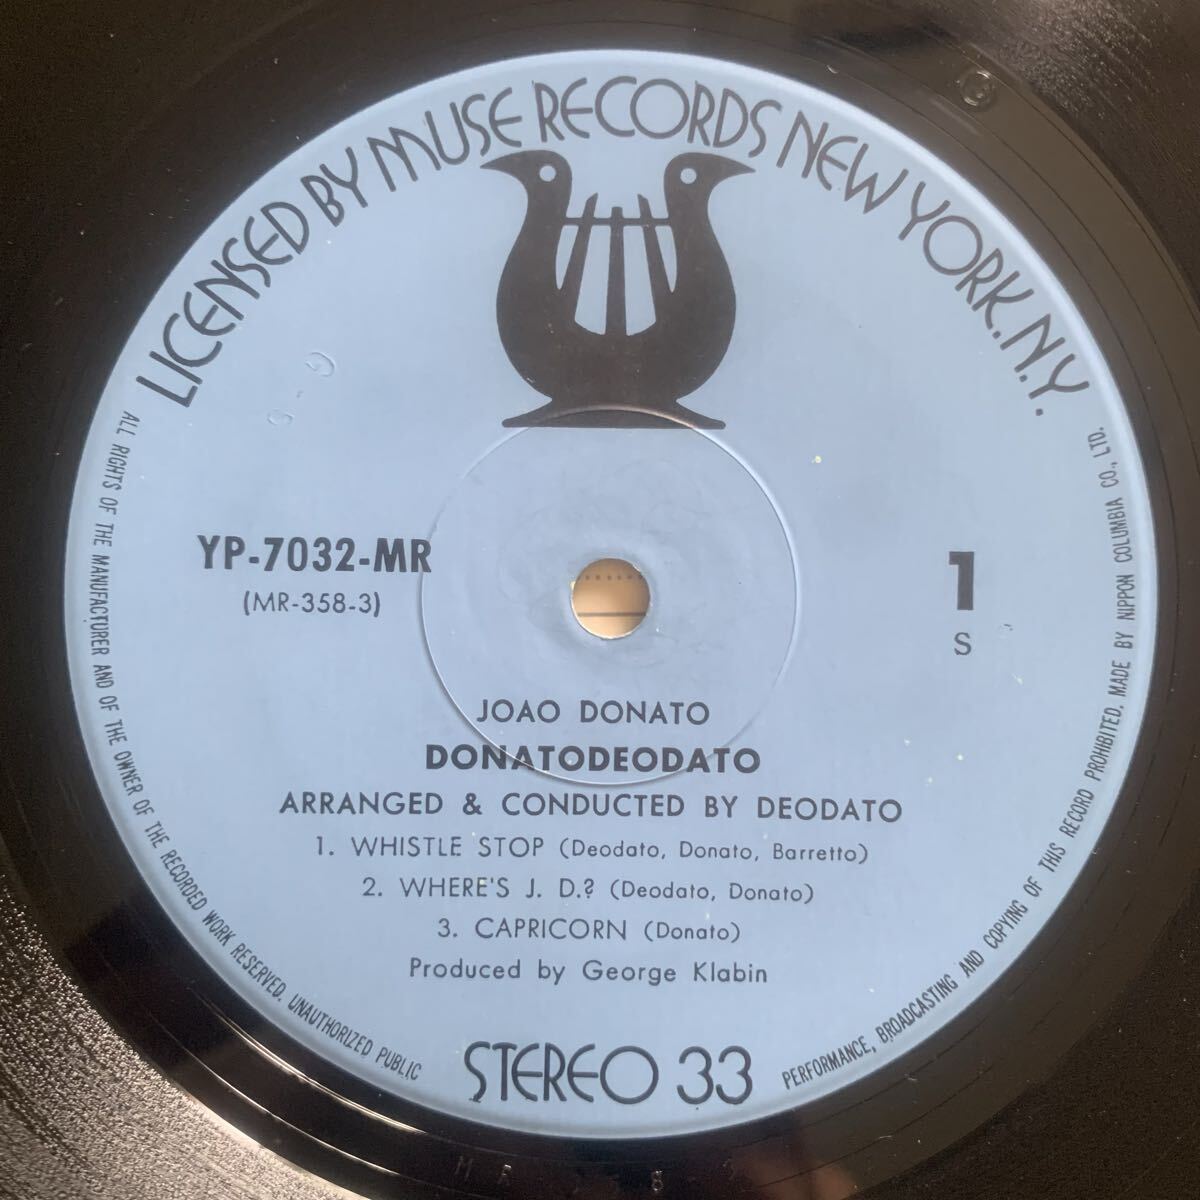 LICENSED BY MUSE RECORDS NEW YORK. N.Y.
YP-7032-MR
(MR-358-3)
1
S
JOAO DONATO
DONATODEODATO
ARRANGED & CONDUCTED BY DEODATO
1. WHISTLE STOP (Deodato, Donato, Barretto)
2. WHERE'S J. D.? (Deodato, Donato)
3. CAPRICORN (Donato)
Produced by George Klabin
STEREO 33
ALL RIGHTS OF THE MANUFACTURER AND OF THE OWNER OF THE RECORDED WORK RESERVED. UNAUTHORIZED PUBLIC
PERFORMANCE, BROADCASTING AND COPYING OF THIS RECORD PROHIBITED. MADE BY NIPPON COLUMBIA CO., LTD.